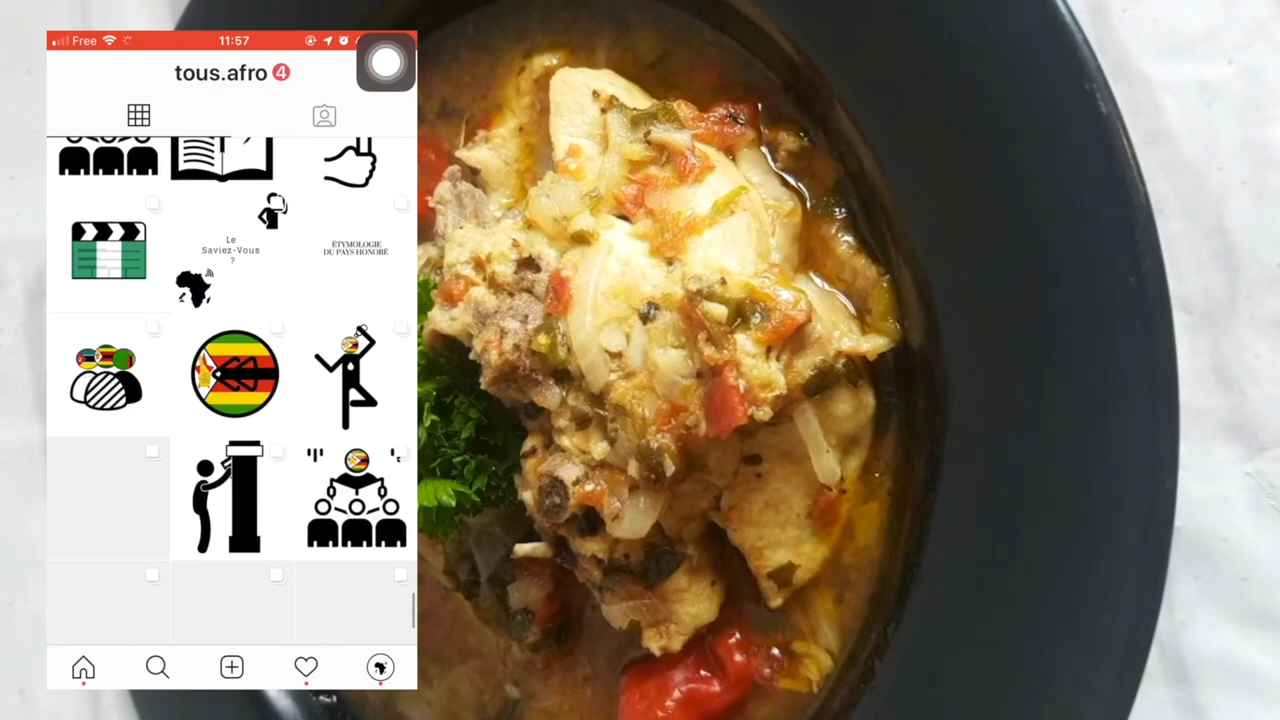 Free
11:57
tous.afro 4
Le
Saviez-Vous
?
ÉTYMOLOGIE
DU PAYS HONORÉ